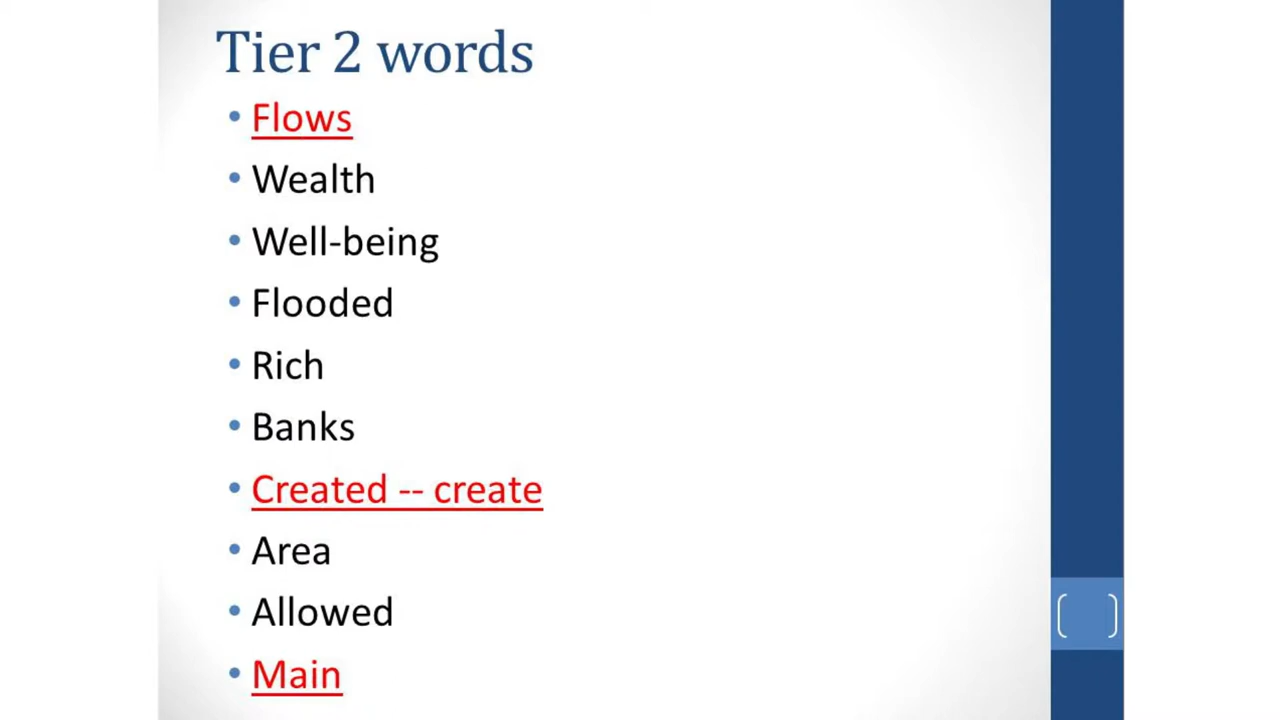 Tier 2 words
• Flows
• Wealth
• Well-being
• Flooded
• Rich
• Banks
• Created -- create
• Area
• Allowed
• Main